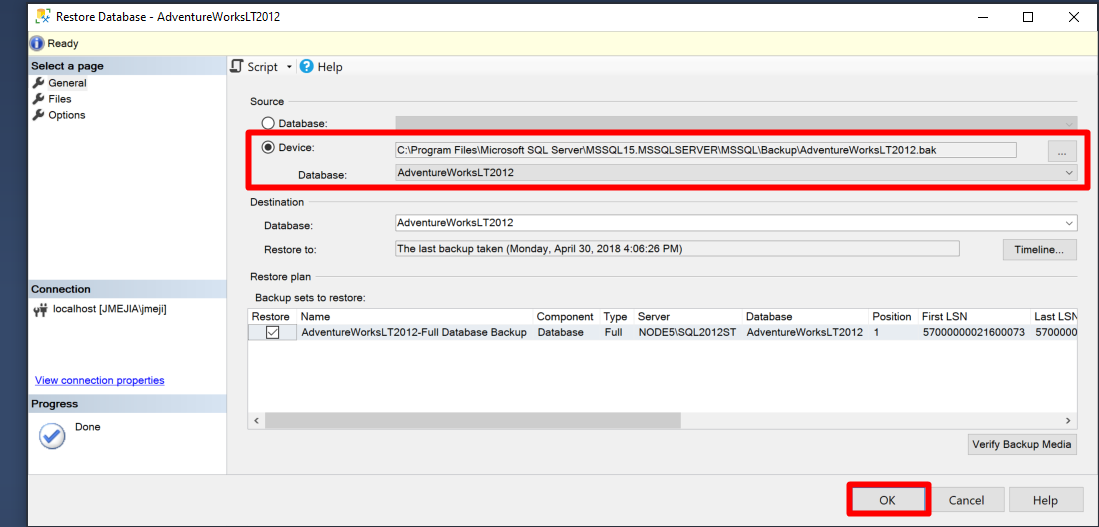 Restore Database - AdventureWorksLT2012
Ready
Select a page
General
Files
Options
Script
Help
Source
Database:
Device:
C:\Program Files\Microsoft SQL Server\MSSQL15.MSSQLSERVER\MSSQL\Backup\AdventureWorksLT2012.bak
...
Database:
AdventureWorksLT2012
Destination
Database:
AdventureWorksLT2012
Restore to:
The last backup taken (Monday, April 30, 2018 4:06:26 PM)
Timeline...
Restore plan
Backup sets to restore:
Restore Name Component Type Server Database Position First LSN Last LSN
AdventureWorksLT2012-Full Database Backup Database Full NODE5\SQL2012ST AdventureWorksLT2012 1 57000000021600073 5700000
Verify Backup Media
Connection
localhost [JMEJIA\jmeji]
View connection properties
Progress
Done
OK
Cancel
Help